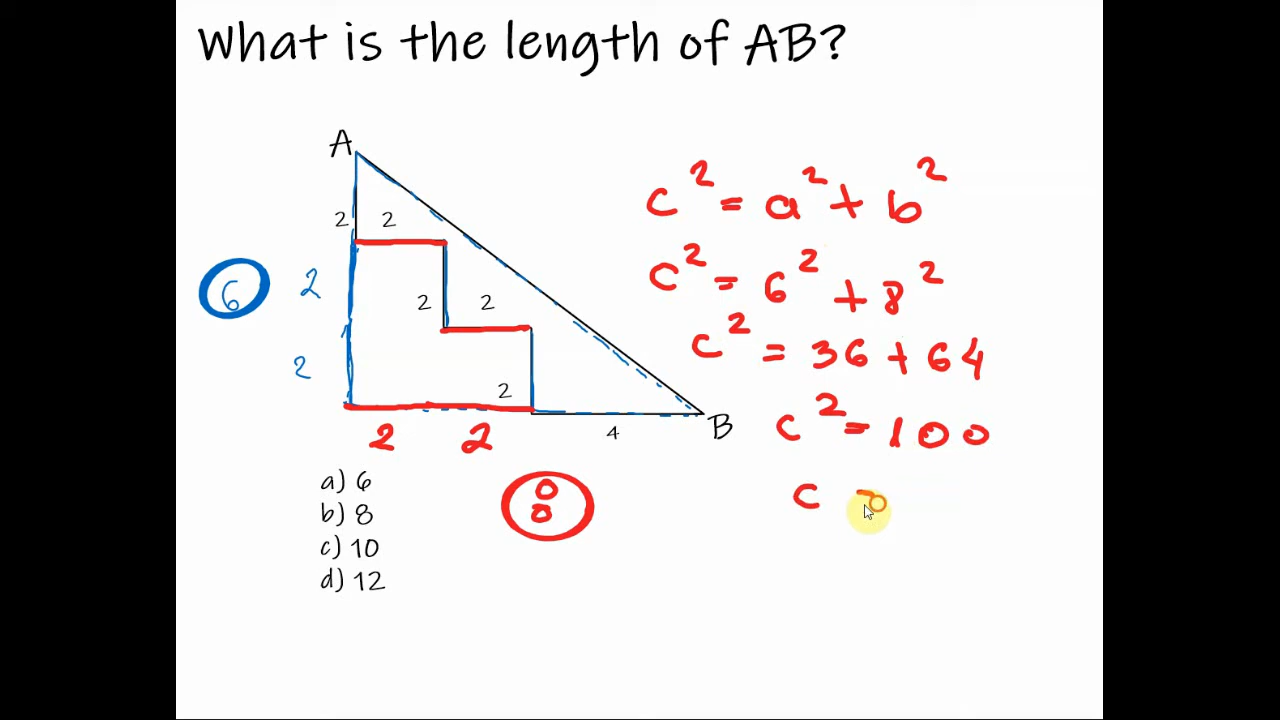 What is the length of AB?
A
2 2
6 2
2 2
2 2
B
2 2 4
a) 6
b) 8
c) 10
d) 12
8
c² = a² + b²
c² = 6² + 8²
c² = 36 + 64
c² = 100
c =